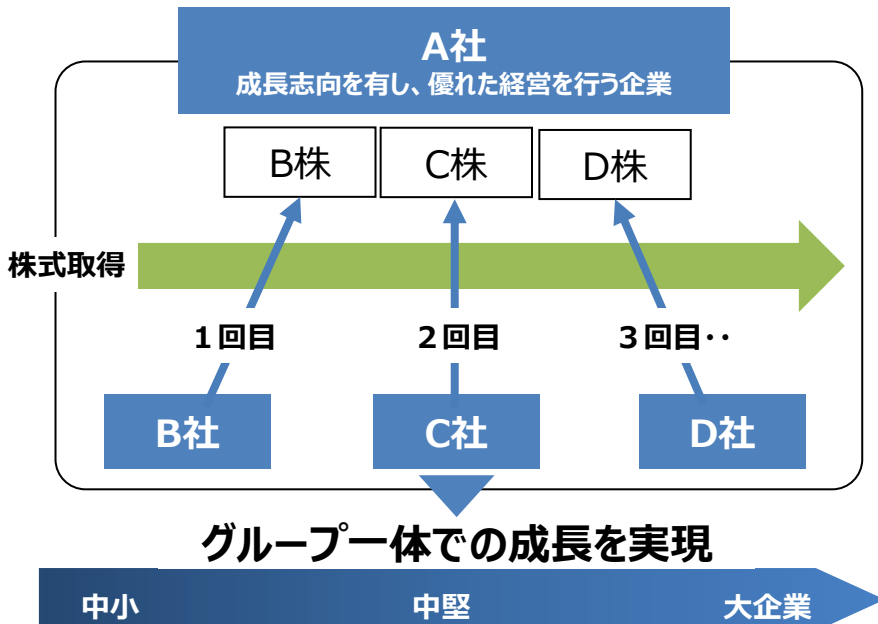 A社
成長志向を有し、優れた経営を行う企業
B株
C株
D株
株式取得
１回目
２回目
３回目･･
B社
C社
D社
グループ一体での成長を実現
中小
中堅
大企業